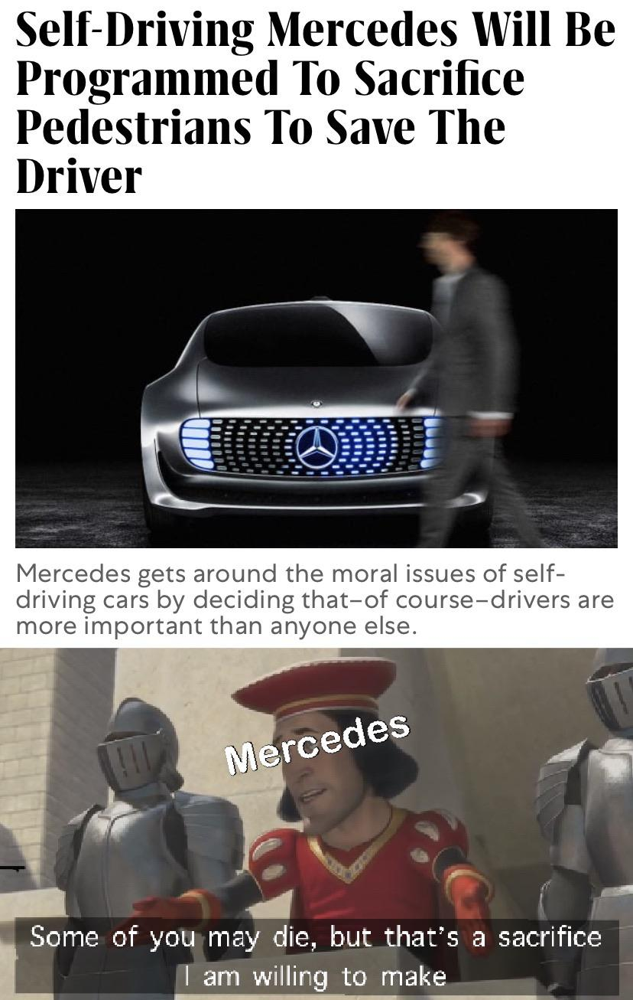 Self-Driving Mercedes Will Be
Programmed To Sacrifice
Pedestrians To Save The
Driver
Mercedes gets around the moral issues of self-
driving cars by deciding that–of course–drivers are
more important than anyone else.
Mercedes
Some of you may die, but that's a sacrifice
I am willing to make